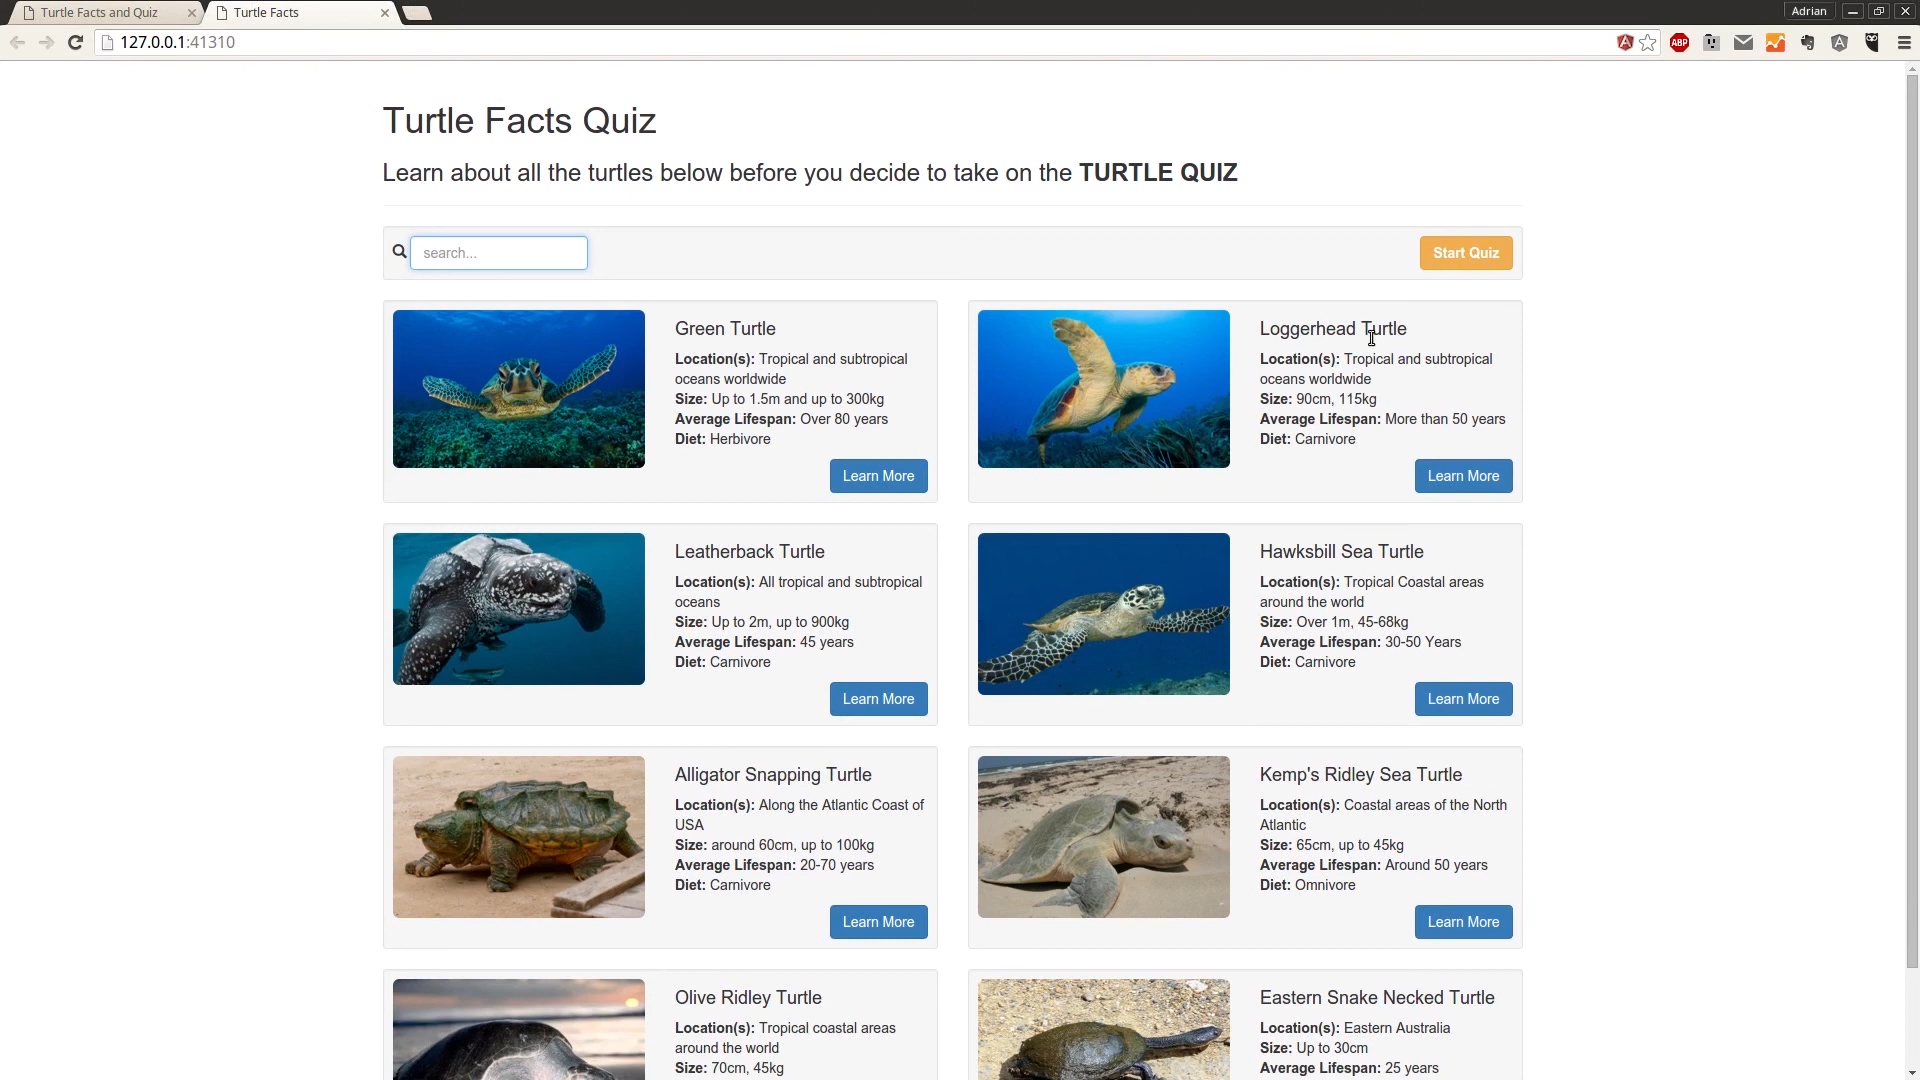 Turtle Facts and Quiz
Turtle Facts
Adrian
127.0.0.1:41310
ABP
Turtle Facts Quiz
Learn about all the turtles below before you decide to take on the TURTLE QUIZ
search...
Start Quiz
Green Turtle
Location(s): Tropical and subtropical
oceans worldwide
Size: Up to 1.5m and up to 300kg
Average Lifespan: Over 80 years
Diet: Herbivore
Learn More
Loggerhead Turtle
Location(s): Tropical and subtropical
oceans worldwide
Size: 90cm, 115kg
Average Lifespan: More than 50 years
Diet: Carnivore
Learn More
Leatherback Turtle
Location(s): All tropical and subtropical
oceans
Size: Up to 2m, up to 900kg
Average Lifespan: 45 years
Diet: Carnivore
Learn More
Hawksbill Sea Turtle
Location(s): Tropical Coastal areas
around the world
Size: Over 1m, 45-68kg
Average Lifespan: 30-50 Years
Diet: Carnivore
Learn More
Alligator Snapping Turtle
Location(s): Along the Atlantic Coast of
USA
Size: around 60cm, up to 100kg
Average Lifespan: 20-70 years
Diet: Carnivore
Learn More
Kemp's Ridley Sea Turtle
Location(s): Coastal areas of the North
Atlantic
Size: 65cm, up to 45kg
Average Lifespan: Around 50 years
Diet: Omnivore
Learn More
Olive Ridley Turtle
Location(s): Tropical coastal areas
around the world
Size: 70cm, 45kg
Eastern Snake Necked Turtle
Location(s): Eastern Australia
Size: Up to 30cm
Average Lifespan: 25 years